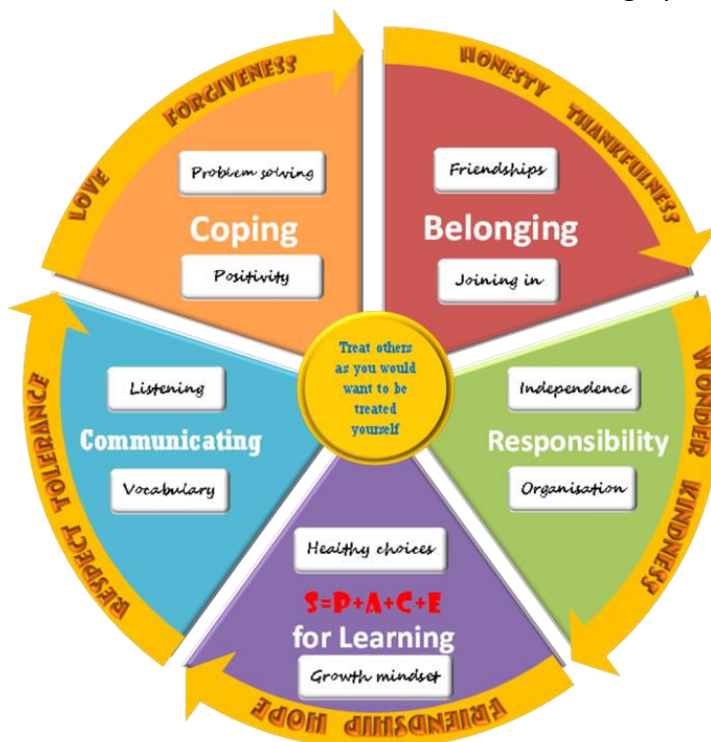 LOVE FORGIVENESS
HONESTY THANKFULNESS
Problem solving
Coping
Positivity
Friendships
Belonging
Joining in
Treat others
as you would
want to be
treated
yourself
Listening
Communicating
Vocabulary
RESPECT TOLERANCE
Independence
Responsibility
Organisation
WONDER KINDNESS
Healthy choices
S=P+A+C+E
for Learning
Growth mindset
FRIENDSHIP HOPE